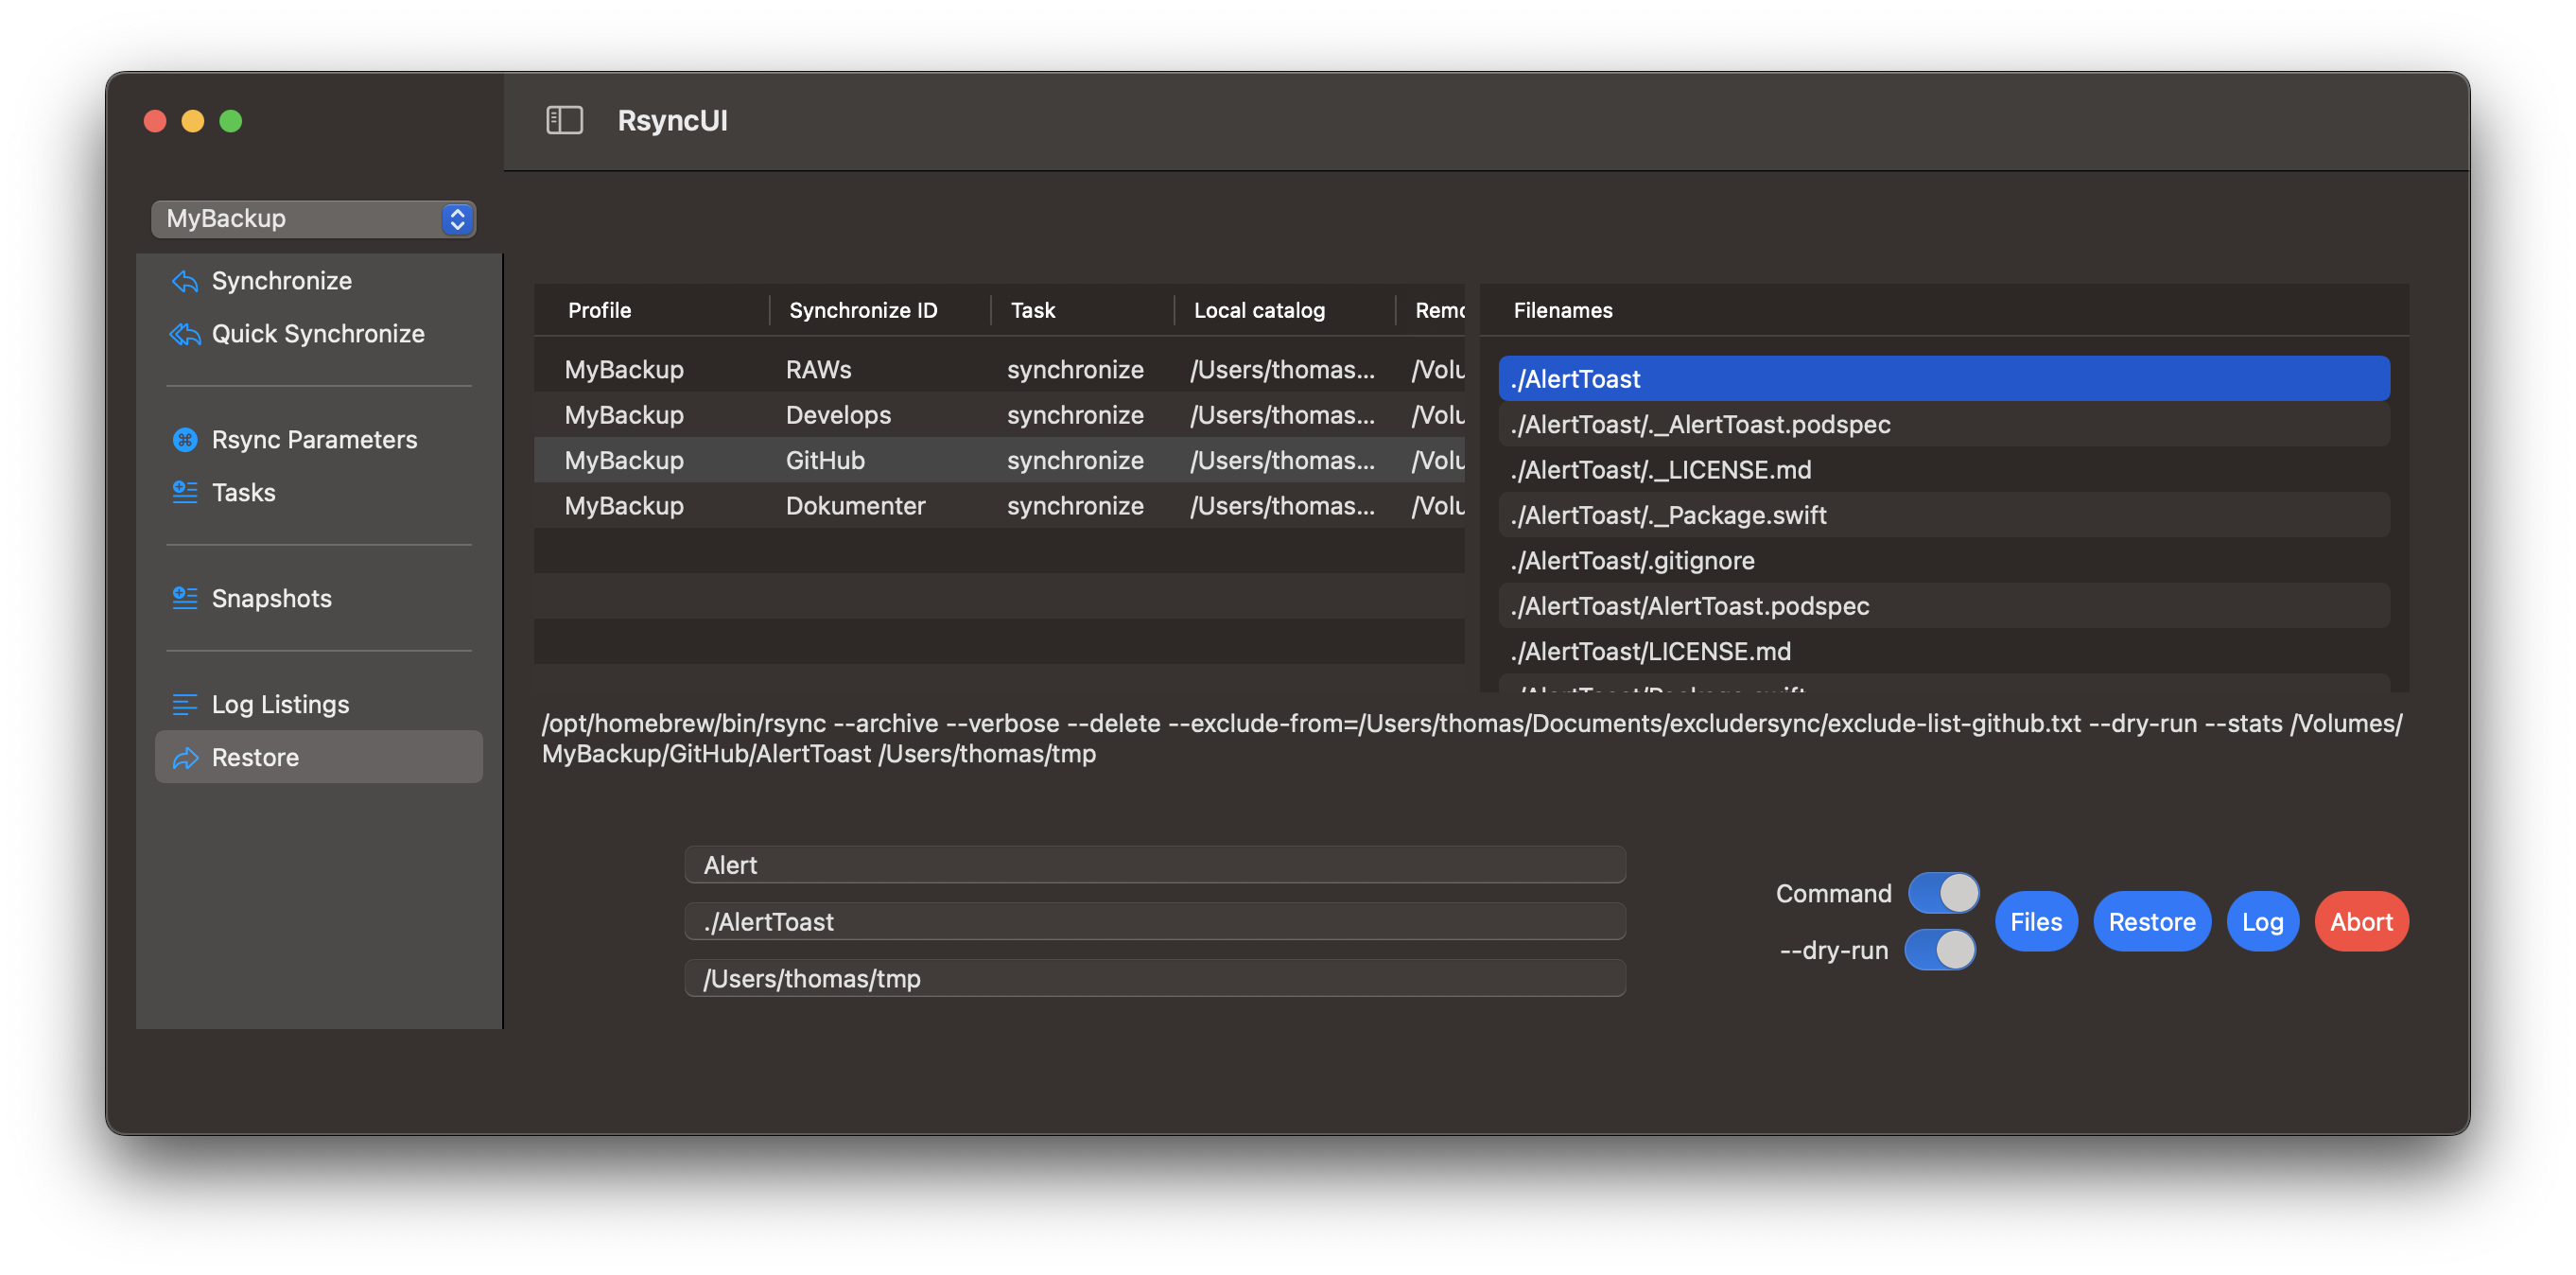 RsyncUI
MyBackup
Synchronize
Quick Synchronize
Rsync Parameters
Tasks
Snapshots
Log Listings
Restore
Profile Synchronize ID Task Local catalog Remo
MyBackup RAWs synchronize /Users/thomas... /Volu
MyBackup Develops synchronize /Users/thomas... /Volu
MyBackup GitHub synchronize /Users/thomas... /Volu
MyBackup Dokumenter synchronize /Users/thomas... /Volu
Filenames
./AlertToast
./AlertToast/._AlertToast.podspec
./AlertToast/._LICENSE.md
./AlertToast/._Package.swift
./AlertToast/.gitignore
./AlertToast/AlertToast.podspec
./AlertToast/LICENSE.md
./AlertToast/Package.swift
/opt/homebrew/bin/rsync --archive --verbose --delete --exclude-from=/Users/thomas/Documents/excludersync/exclude-list-github.txt --dry-run --stats /Volumes/
MyBackup/GitHub/AlertToast /Users/thomas/tmp
Alert
./AlertToast
/Users/thomas/tmp
Command
--dry-run
Files Restore Log Abort